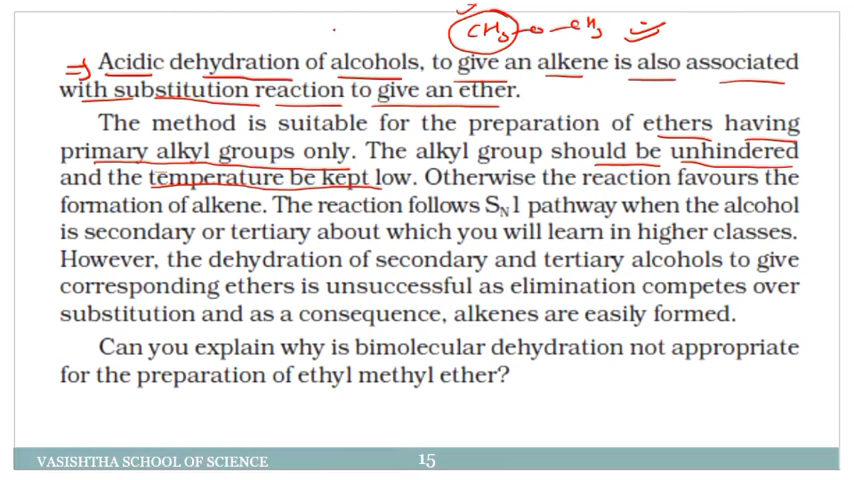 CH3-O-CH3
⇒ Acidic dehydration of alcohols, to give an alkene is also associated
with substitution reaction to give an ether.
The method is suitable for the preparation of ethers having
primary alkyl groups only. The alkyl group should be unhindered
and the temperature be kept low. Otherwise the reaction favours the
formation of alkene. The reaction follows SN1 pathway when the alcohol
is secondary or tertiary about which you will learn in higher classes.
However, the dehydration of secondary and tertiary alcohols to give
corresponding ethers is unsuccessful as elimination competes over
substitution and as a consequence, alkenes are easily formed.
Can you explain why is bimolecular dehydration not appropriate
for the preparation of ethyl methyl ether?
VASISHTHA SCHOOL OF SCIENCE 15